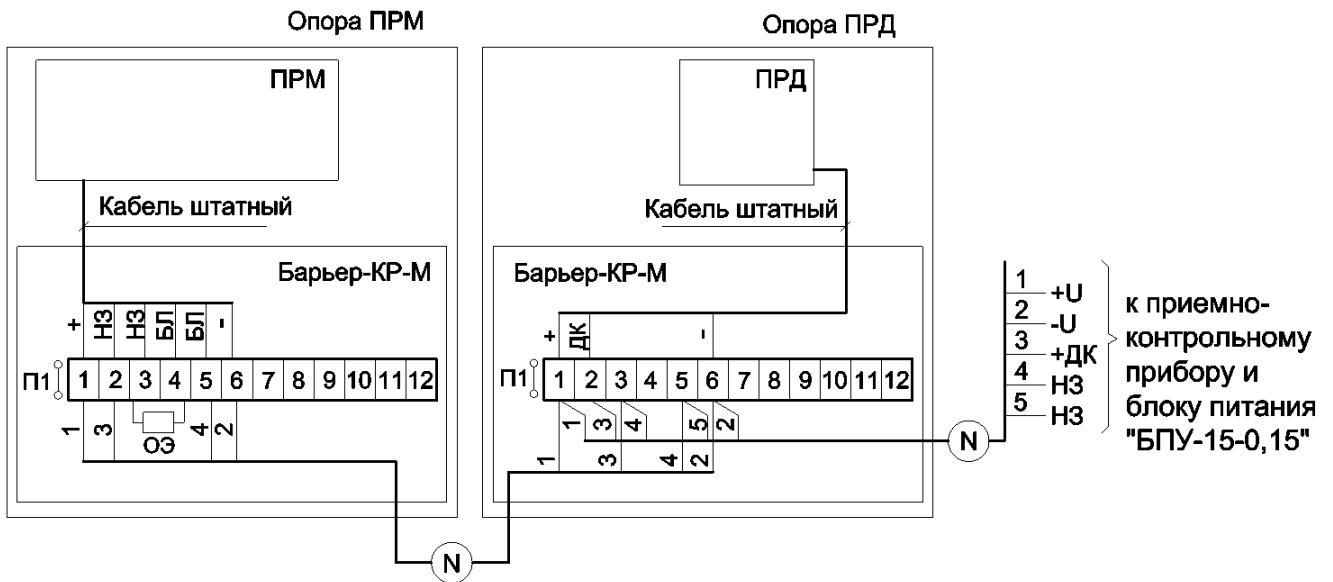 Опора ПРМ
Опора ПРД
ПРМ
ПРД
Кабель штатный
Кабель штатный
Барьер-КР-М
Барьер-КР-М
+ НЗ НЗ БЛ БЛ -
+ ДК -
П1 1 2 3 4 5 6 7 8 9 10 11 12
П1 1 2 3 4 5 6 7 8 9 10 11 12
1 3 ОЭ 4 2
1 3 4 5 2
1 3 4 2
N
N
1 +U
2 -U
3 +ДК
4 НЗ
5 НЗ
к приемно-
контрольному
прибору и
блоку питания
"БПУ-15-0,15"